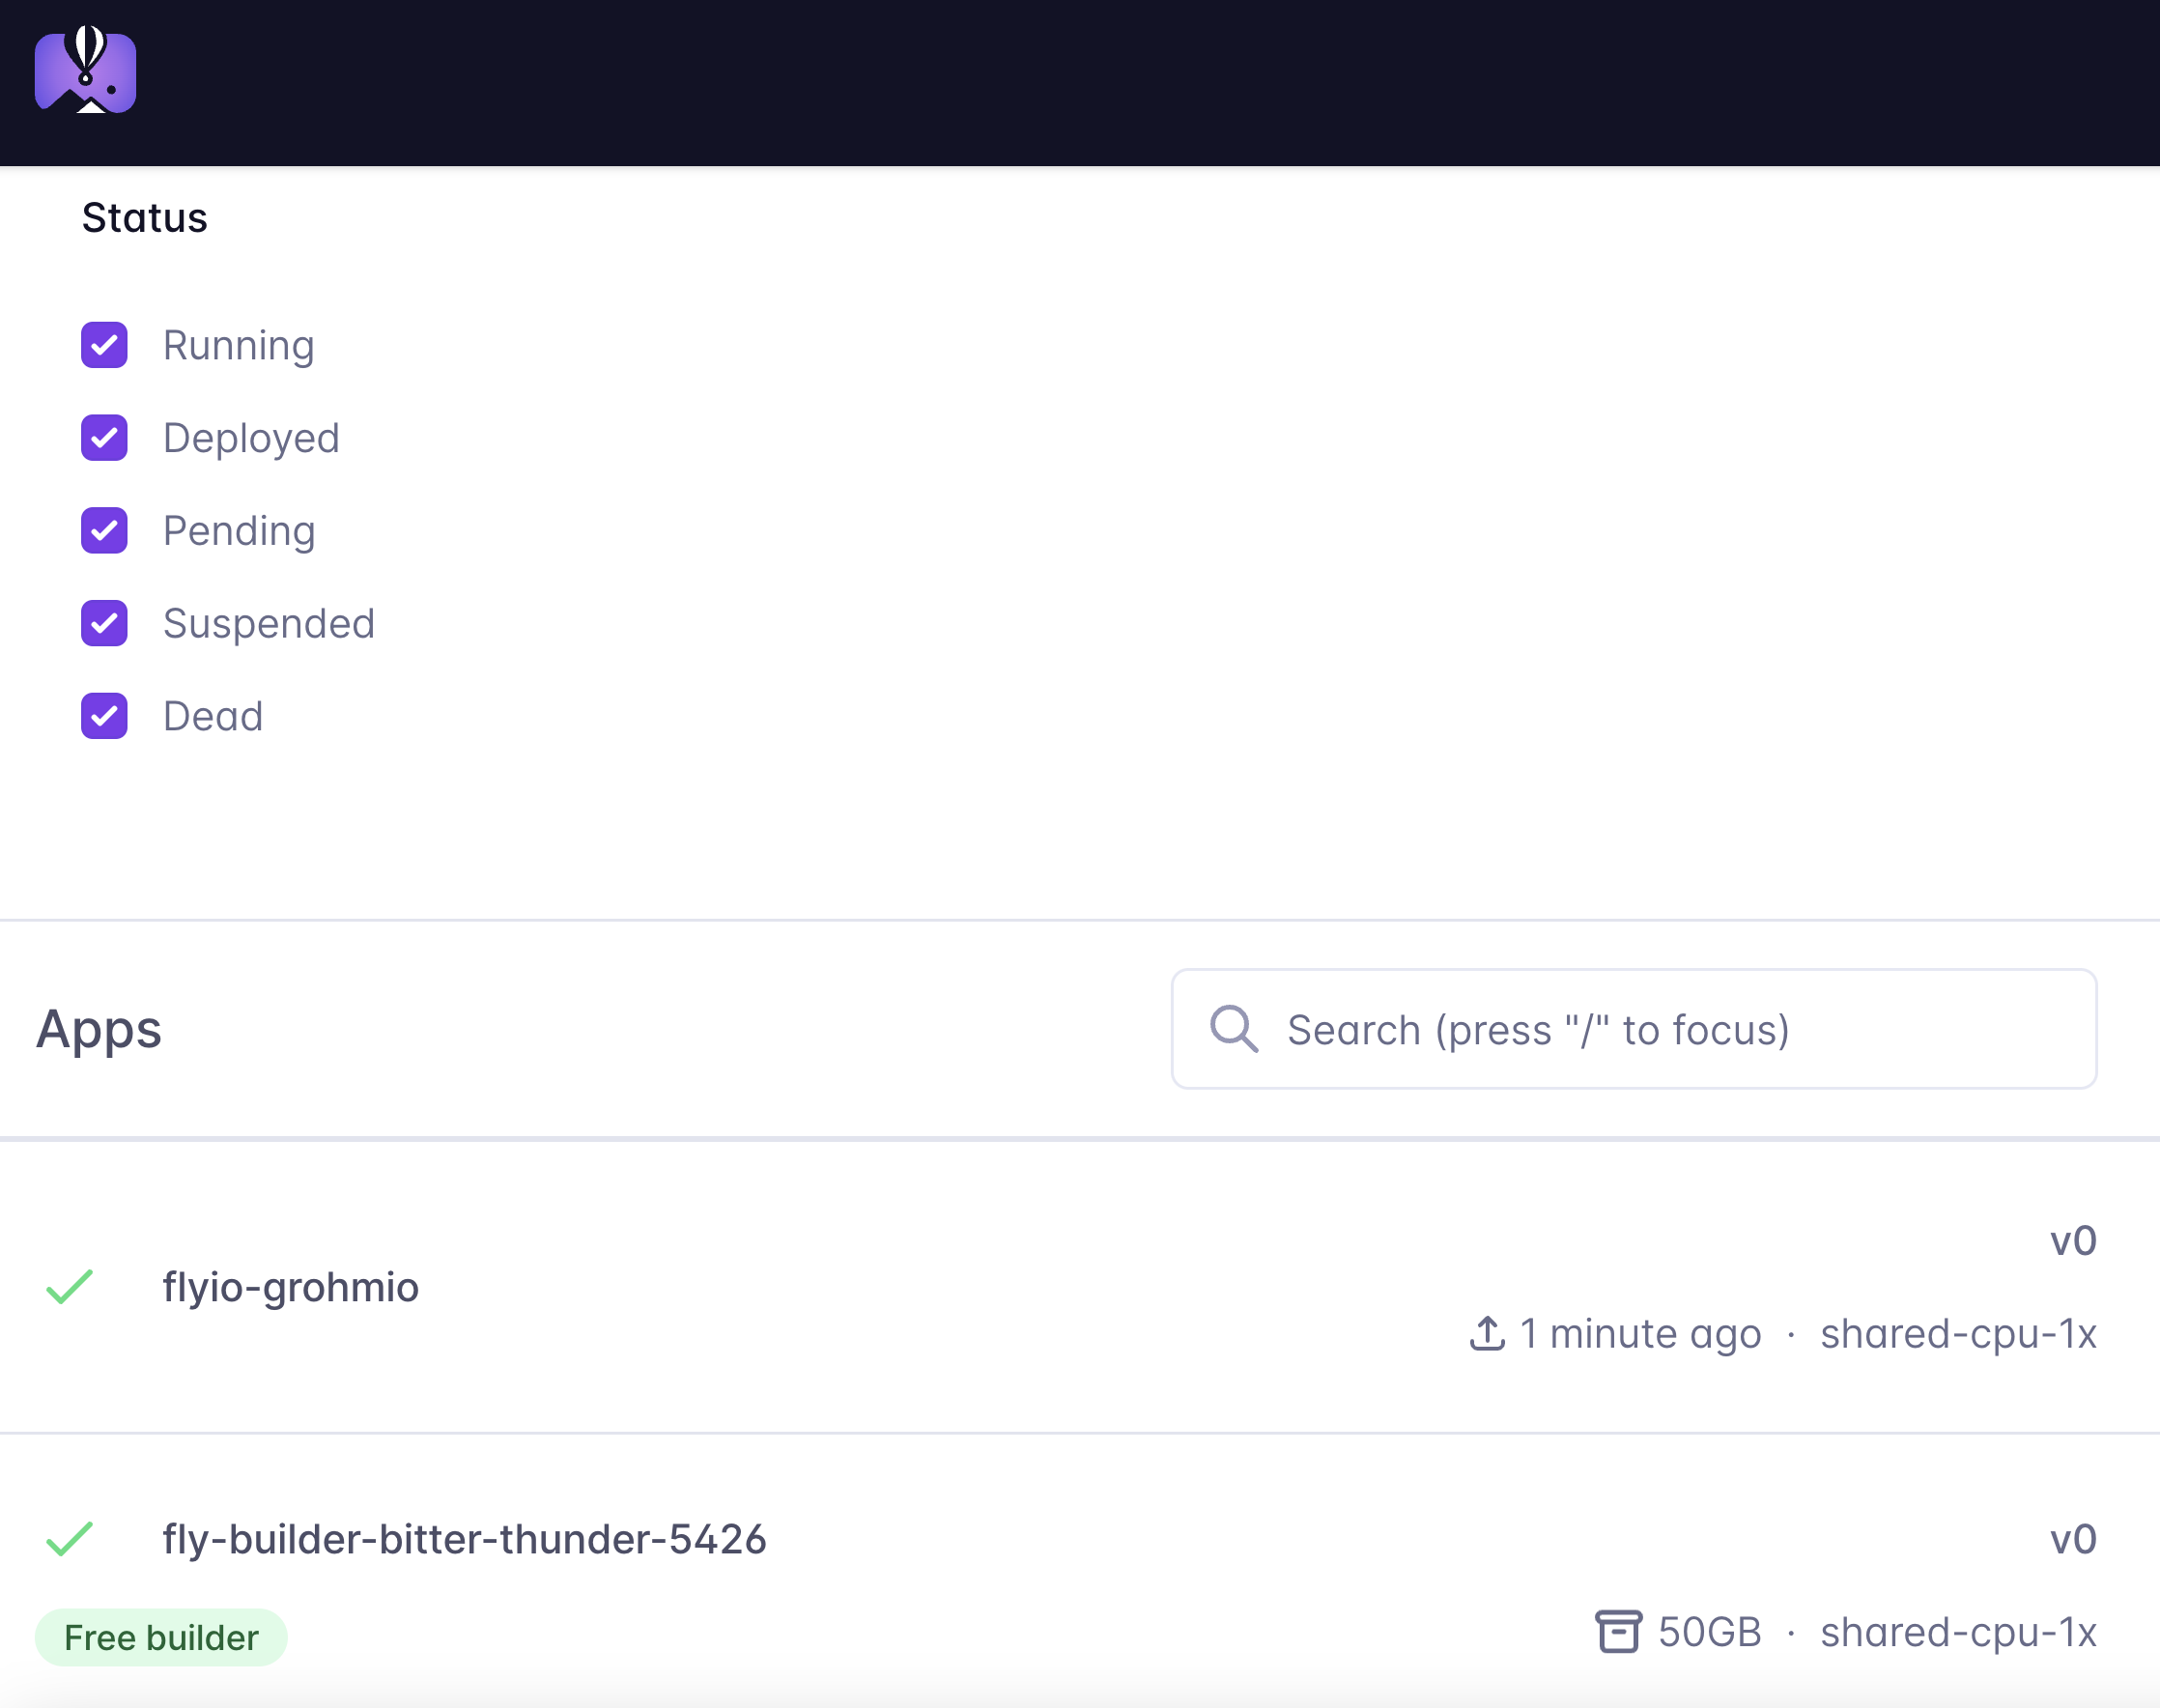 Status
Running
Deployed
Pending
Suspended
Dead
Apps
Search (press "/" to focus)
flyio-grohmio
v0
1 minute ago · shared-cpu-1x
fly-builder-bitter-thunder-5426
v0
Free builder
50GB · shared-cpu-1x